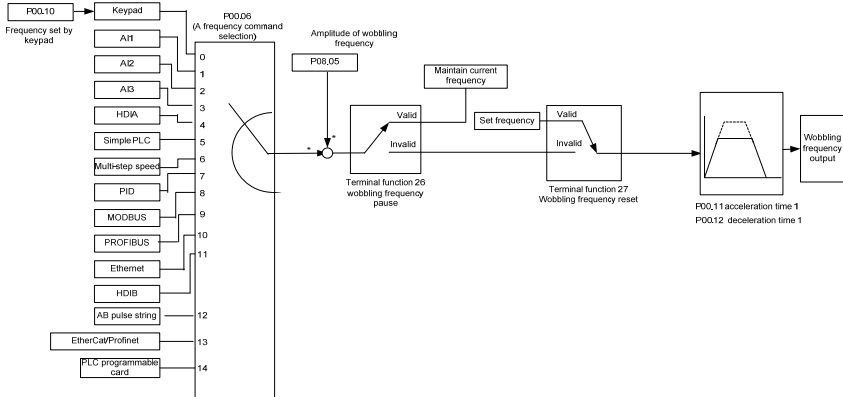 P00.10
Frequency set by
keypad
Keypad
AI1
AI2
AI3
HDIA
Simple PLC
Multi-step speed
PID
MODBUS
PROFIBUS
Ethernet
HDIB
AB pulse string
EtherCat/Profinet
PLC programmable
card
P00.06
(A frequency command
selection)
0
1
2
3
4
5
6
7
8
9
10
11
12
13
14
Amplitude of wobbling
frequency
P08.05
*
*
Maintain current
frequency
Valid
Invalid
Terminal function 26
wobbling frequency
pause
Set frequency
Valid
Invalid
Terminal function 27
Wobbling frequency reset
P00.11 acceleration time 1
P00.12 deceleration time 1
Wobbling
frequency
output